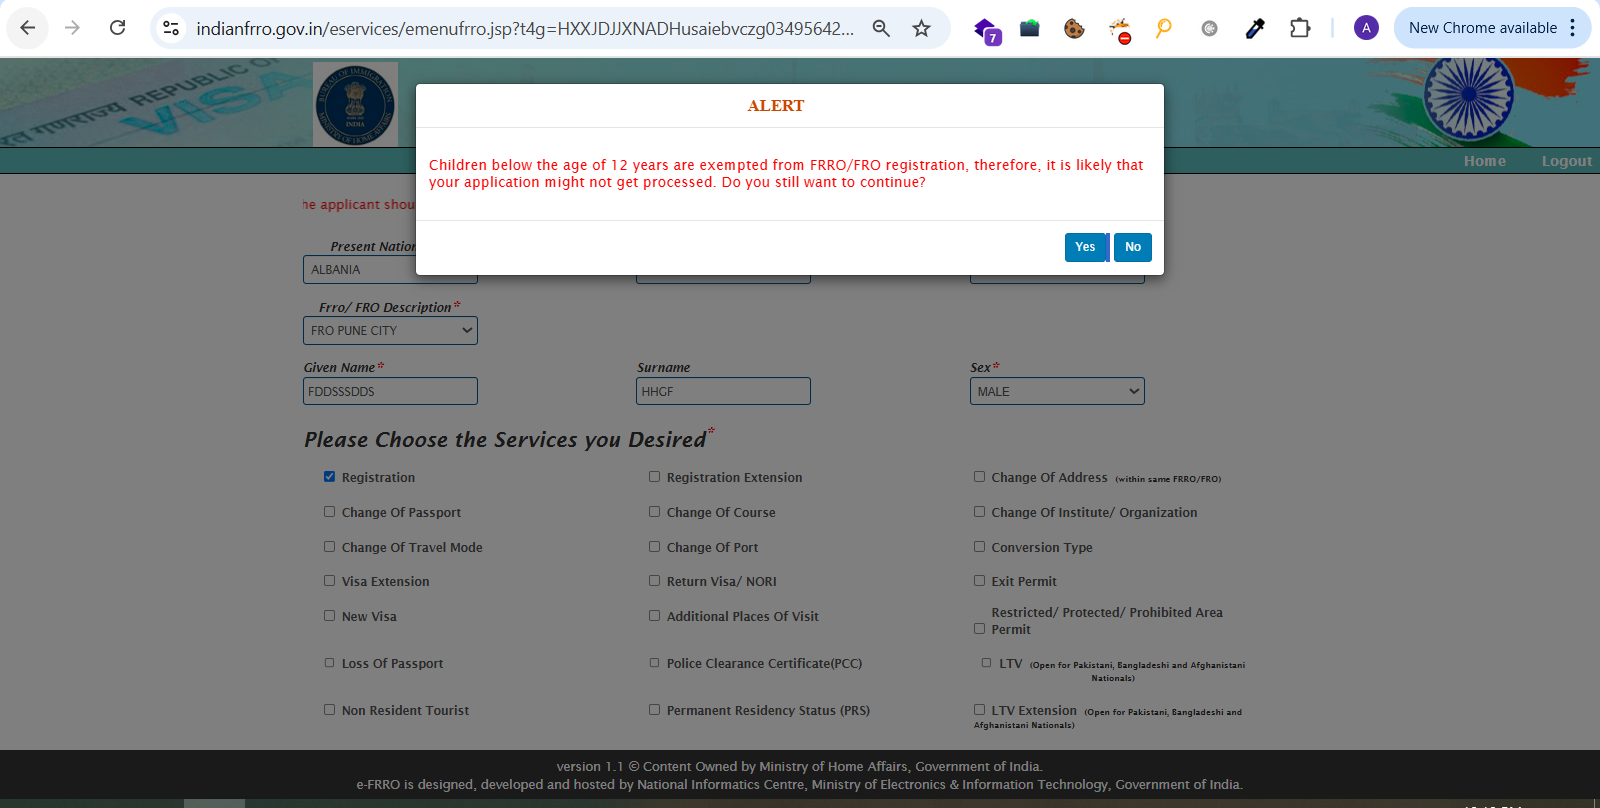 indianfrro.gov.in/eservices/emenufrro.jsp?t4g=HXXJDJJXNADHusaiebvczg03495642...
7
A
New Chrome available
REPUBLIC OF
VISA
BUREAU OF IMMIGRATION
INDIA
MINISTRY OF HOME AFFAIRS
ALERT
Children below the age of 12 years are exempted from FRRO/FRO registration, therefore, it is likely that
your application might not get processed. Do you still want to continue?
Yes No
Home Logout
he applicant shou
Present Nation
ALBANIA
Frro/ FRO Description*
FRO PUNE CITY
Given Name* Surname Sex*
FDDSSSDDS HHGF MALE
Please Choose the Services you Desired*
Registration Registration Extension Change Of Address (within same FRRO/FRO)
Change Of Passport Change Of Course Change Of Institute/ Organization
Change Of Travel Mode Change Of Port Conversion Type
Visa Extension Return Visa/ NORI Exit Permit
New Visa Additional Places Of Visit Restricted/ Protected/ Prohibited Area
Permit
Loss Of Passport Police Clearance Certificate(PCC) LTV (Open for Pakistani, Bangladeshi and Afghanistani
Nationals)
Non Resident Tourist Permanent Residency Status (PRS) LTV Extension (Open for Pakistani, Bangladeshi and
Afghanistani Nationals)
version 1.1 © Content Owned by Ministry of Home Affairs, Government of India.
e-FRRO is designed, developed and hosted by National Informatics Centre, Ministry of Electronics & Information Technology, Government of India.